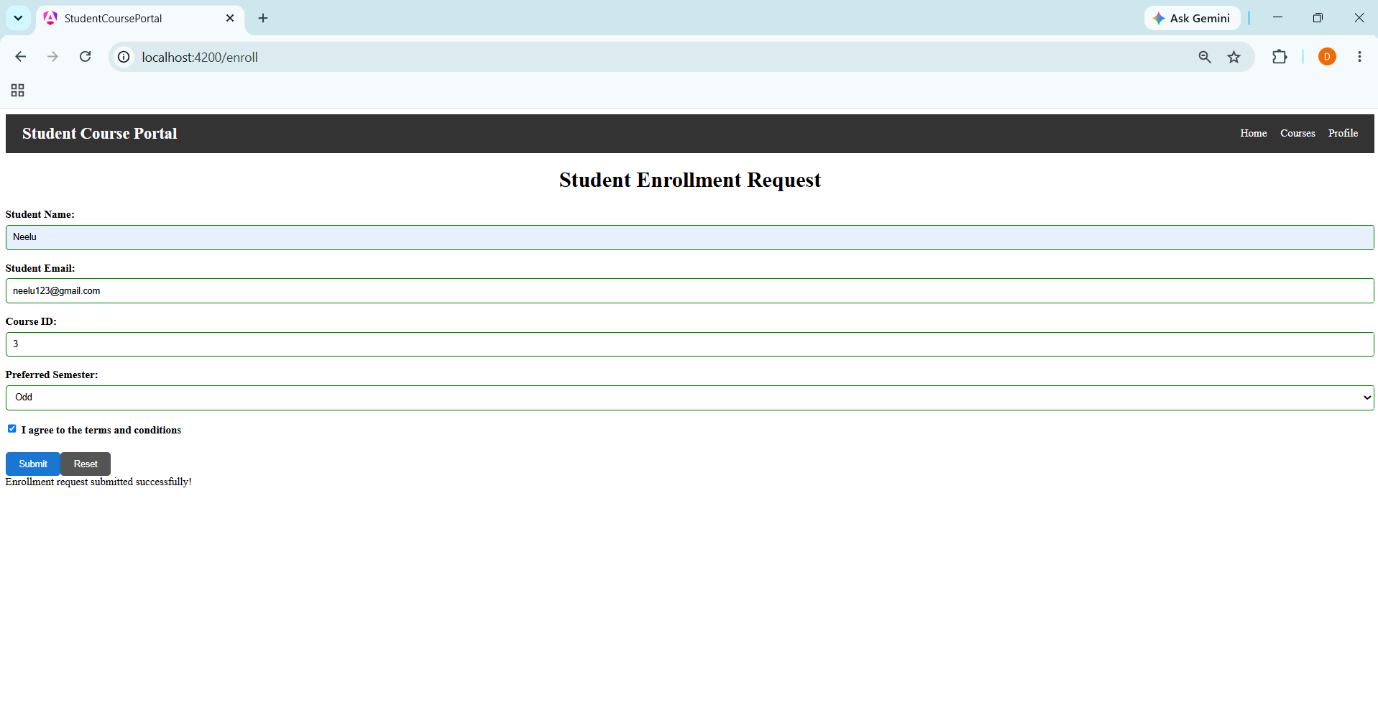 StudentCoursePortal
Ask Gemini
localhost:4200/enroll
D
Student Course Portal
Home Courses Profile
Student Enrollment Request
Student Name:
Neelu
Student Email:
neelu123@gmail.com
Course ID:
3
Preferred Semester:
Odd
I agree to the terms and conditions
Submit Reset
Enrollment request submitted successfully!